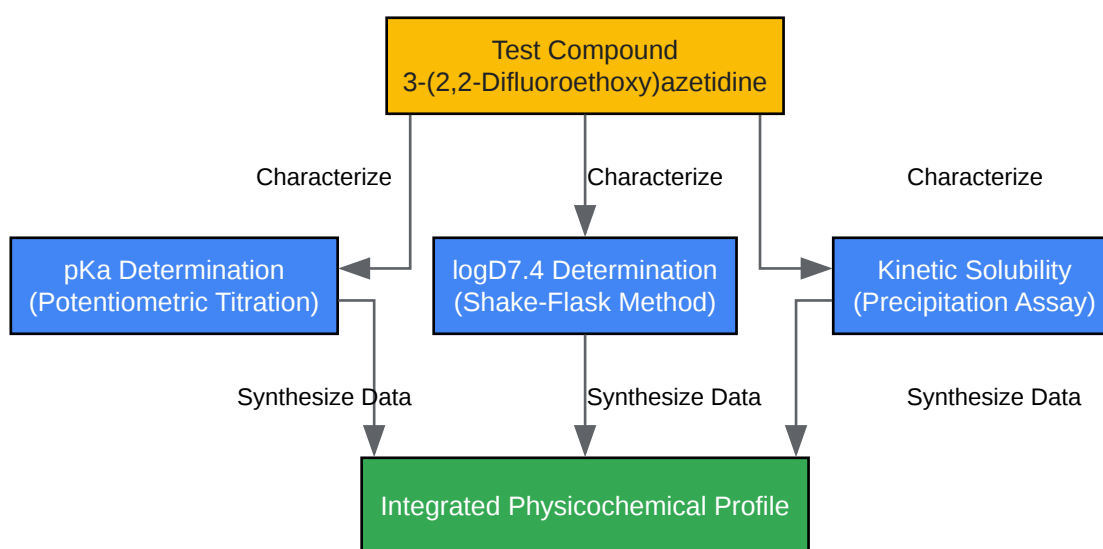 Test Compound
3-(2,2-Difluoroethoxy)azetidine
Characterize
Characterize
Characterize
pKa Determination
(Potentiometric Titration)
logD7.4 Determination
(Shake-Flask Method)
Kinetic Solubility
(Precipitation Assay)
Synthesize Data
Synthesize Data
Synthesize Data
Integrated Physicochemical Profile